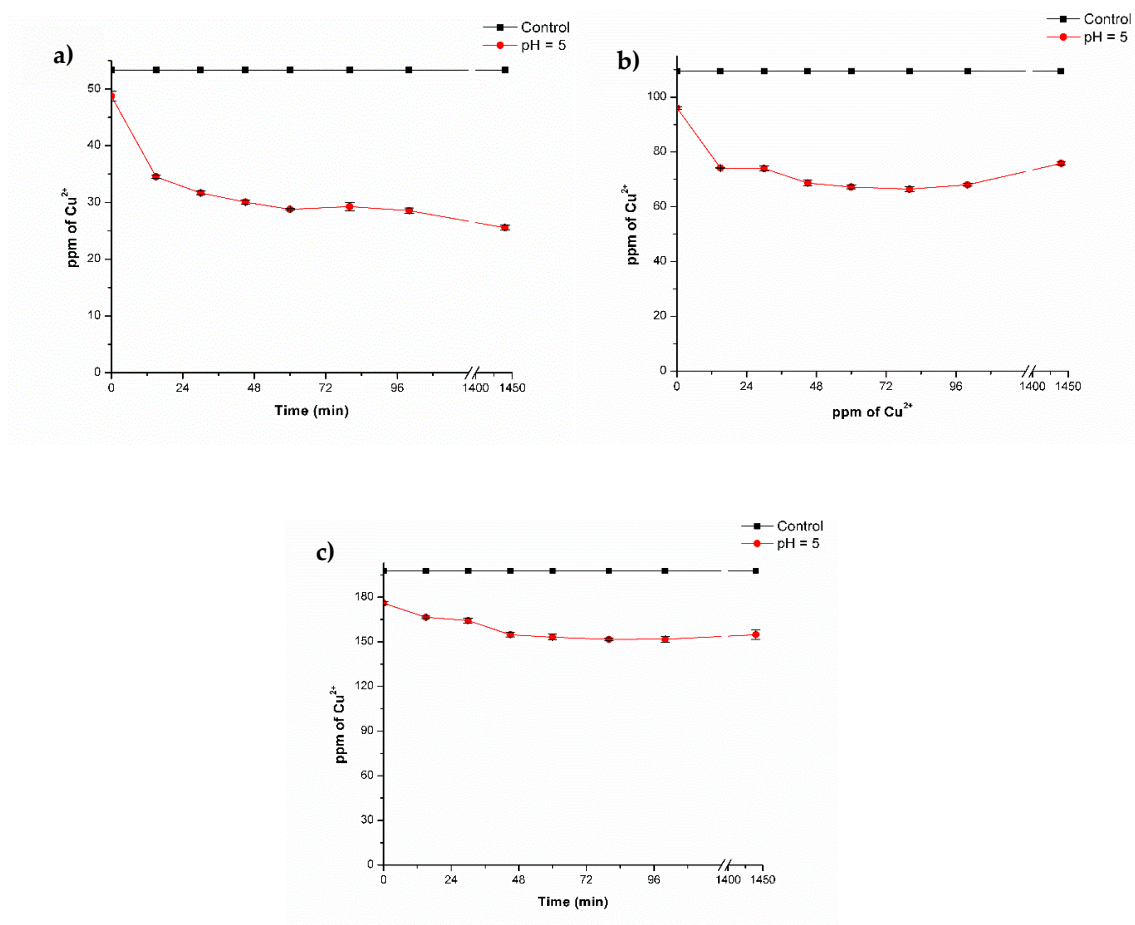 Control
pH = 5
a)
50
40
30
20
10
0
ppm of Cu²⁺
0 24 48 72 96 1400 1450
Time (min)
Control
pH = 5
b)
100
80
60
40
20
0
ppm of Cu²⁺
0 24 48 72 96 1400 1450
ppm of Cu²⁺
Control
pH = 5
c)
180
150
120
90
60
30
0
ppm of Cu²⁺
0 24 48 72 96 1400 1450
Time (min)